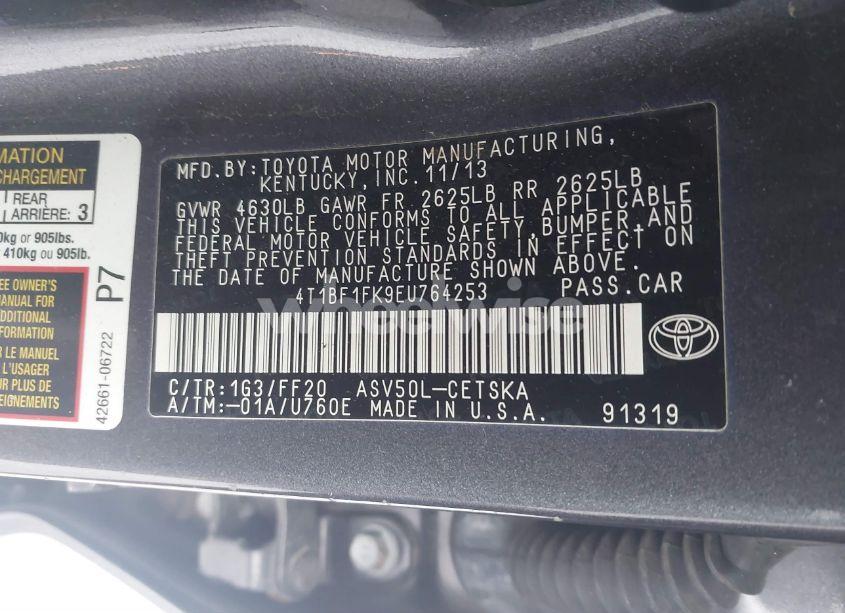 MATION
CHARGEMENT
REAR
ARRIÈRE: 3
0kg or 905lbs.
410kg ou 905lb.
EE OWNER'S
MANUAL FOR
ADDITIONAL
INFORMATION
R LE MANUEL
L'USAGER
UR PLUS DE
EIGNEMENTS
P7
42661-06722
MFD.BY:TOYOTA MOTOR MANUFACTURING,
KENTUCKY, INC. 11/13
GVWR 4630LB GAWR FR 2625LB RR 2625LB
THIS VEHICLE CONFORMS TO ALL APPLICABLE
FEDERAL MOTOR VEHICLE SAFETY,BUMPER,AND
THEFT PREVENTION STANDARDS IN EFFECT ON
THE DATE OF MANUFACTURE SHOWN ABOVE.
4T1BF1FK9EU764253 PASS.CAR
wheelwise
C/TR:1G3/FF20 ASV50L-CETSKA
A/TM:-01A/U760E MADE IN U.S.A. 91319